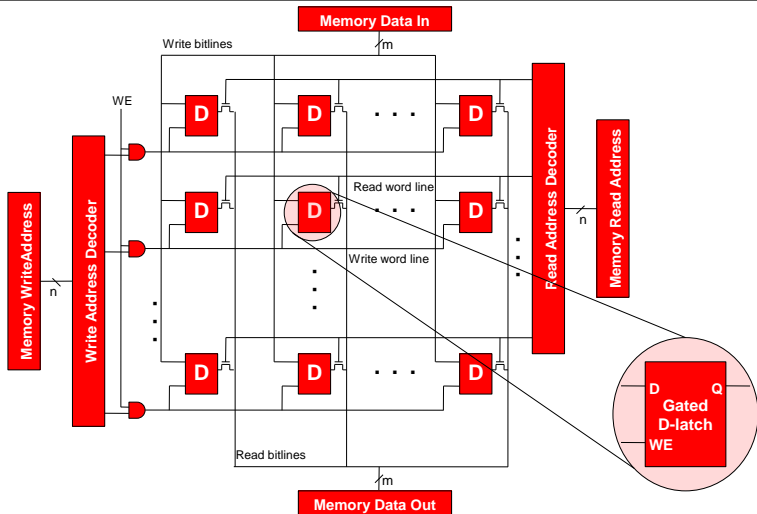 Memory Data In
m
Write bitlines
WE
D
D
. . .
D
Read word line
D
D
. . .
D
Write word line
Memory WriteAddress
n
Write Address Decoder
Read Address Decoder
n
Memory Read Address
D
D
. . .
D
Read bitlines
m
Memory Data Out
D
Q
Gated
D-latch
WE